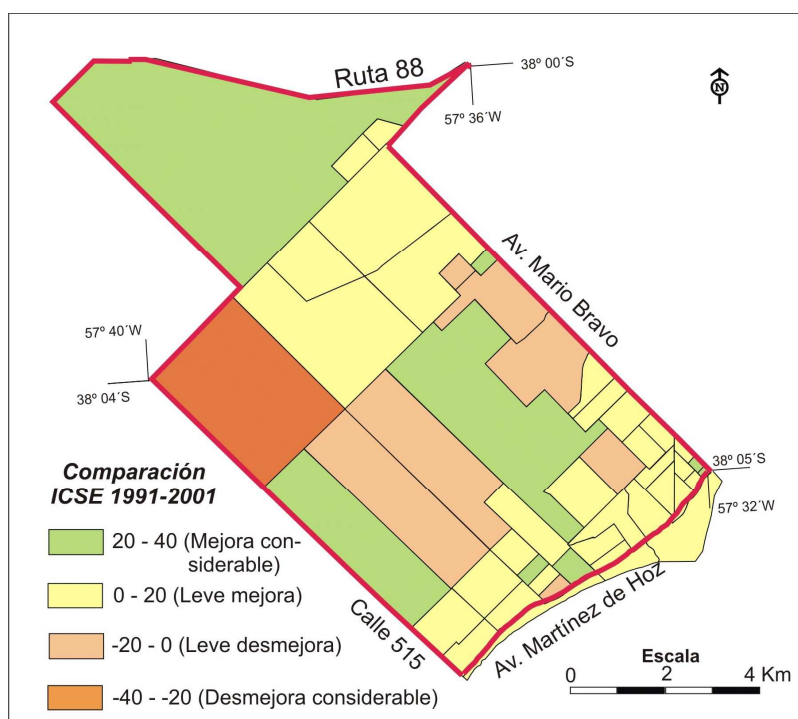 Ruta 88
38º 00´S
57º 36´W
N
Av. Mario Bravo
57º 40´W
38º 04´S
38º 05´S
57º 32´W
Av. Martínez de Hoz
Calle 515
Comparación
ICSE 1991-2001
20 - 40 (Mejora con-
siderable)
0 - 20 (Leve mejora)
-20 - 0 (Leve desmejora)
-40 - -20 (Desmejora considerable)
Escala
0 2 4 Km